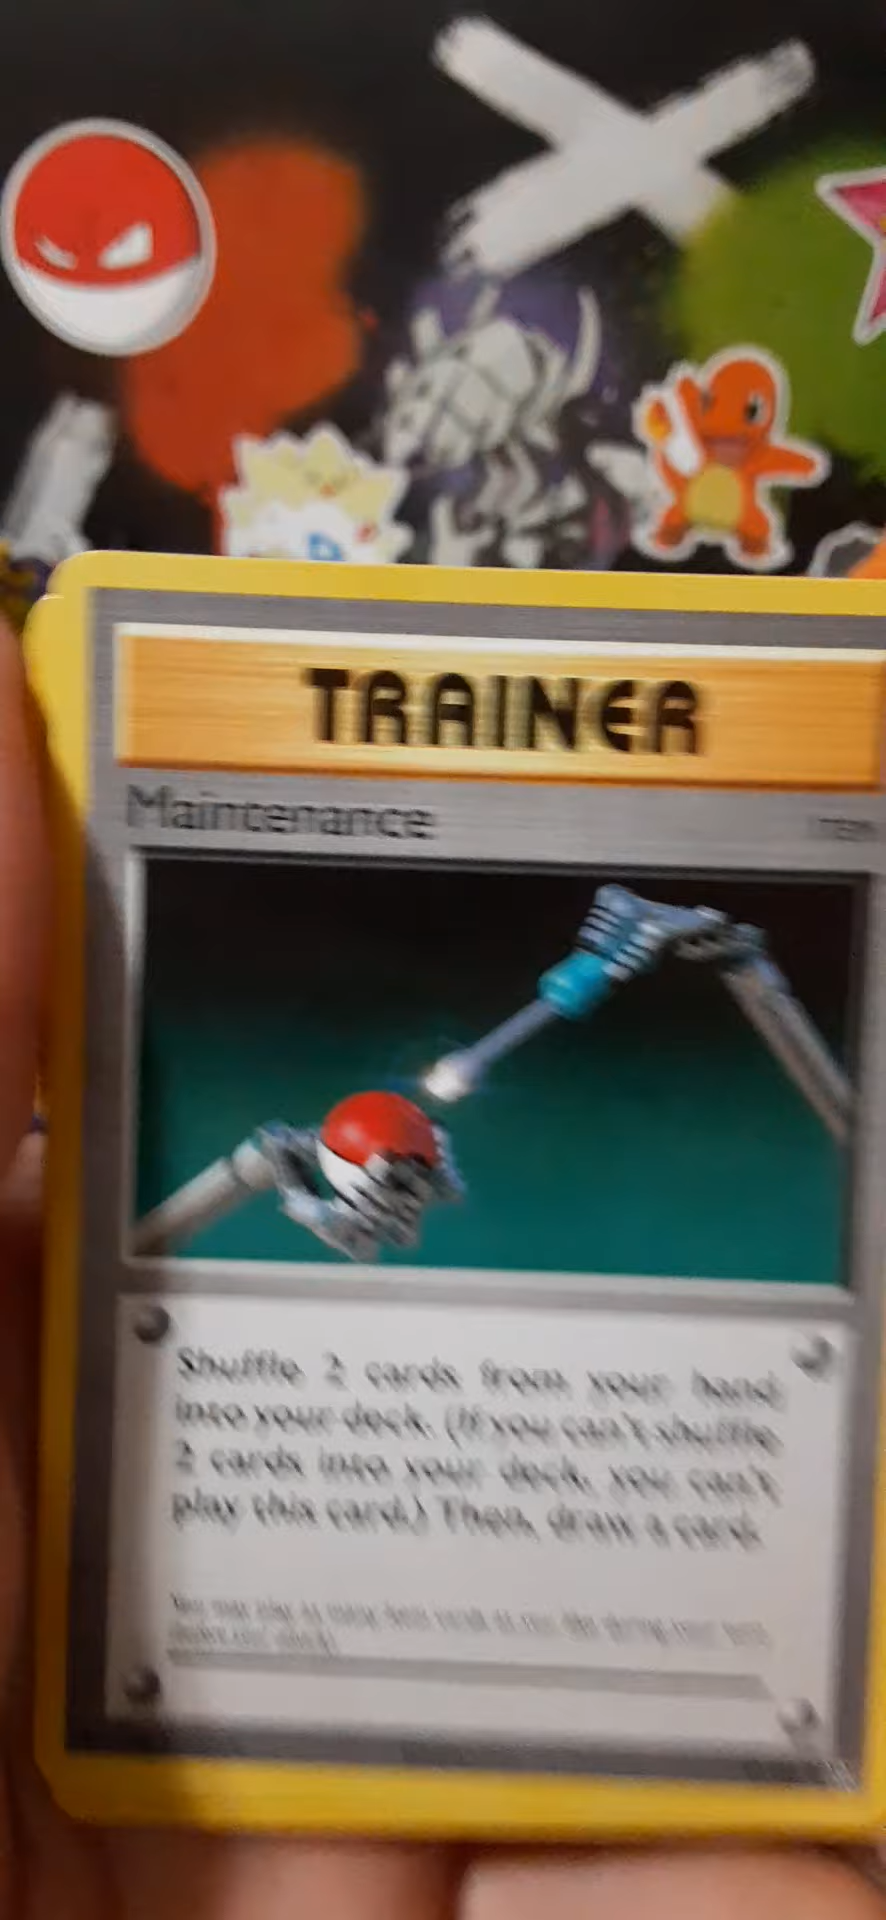 TRAINER
Maintenance
ITEM
Shuffle 2 cards from your hand
into your deck. (If you can't shuffle
2 cards into your deck, you can't
play this card.) Then, draw a card.